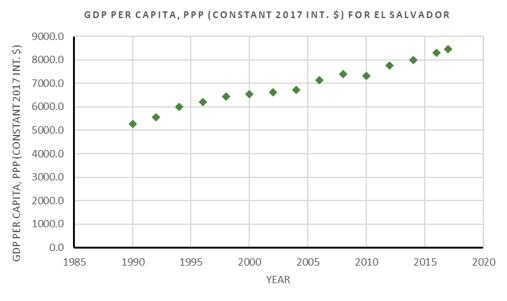 GDP PER CAPITA, PPP (CONSTANT 2017 INT. $) FOR EL SALVADOR
GDP PER CAPITA, PPP (CONSTANT 2017 INT. $)
9000.0
8000.0
7000.0
6000.0
5000.0
4000.0
3000.0
2000.0
1000.0
0.0
1985 1990 1995 2000 2005 2010 2015 2020
YEAR